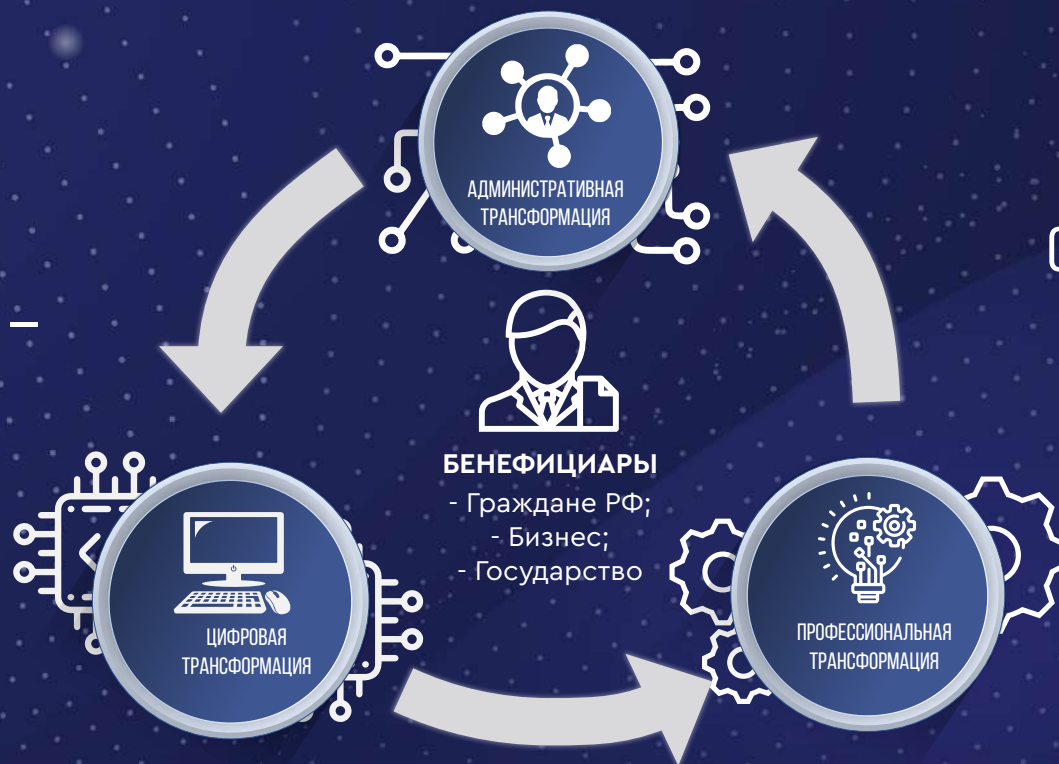 АДМИНИСТРАТИВНАЯ
ТРАНСФОРМАЦИЯ
БЕНЕФИЦИАРЫ
- Граждане РФ;
- Бизнес;
- Государство
ЦИФРОВАЯ
ТРАНСФОРМАЦИЯ
ПРОФЕССИОНАЛЬНАЯ
ТРАНСФОРМАЦИЯ